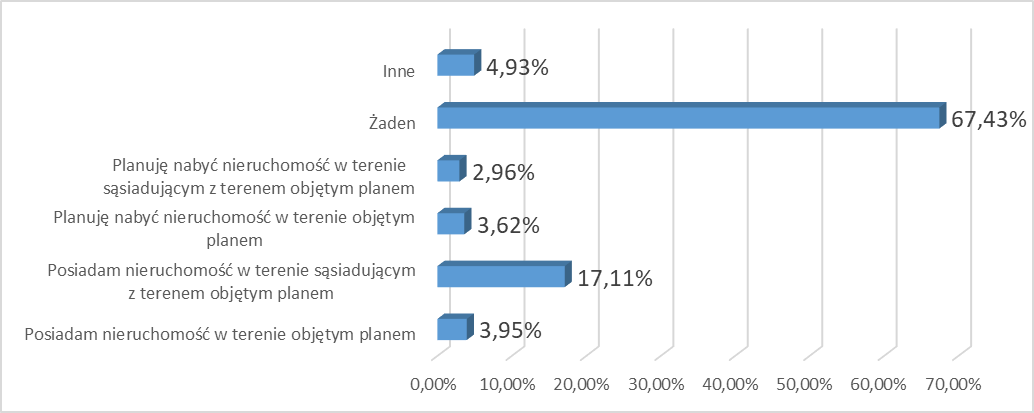 Inne
4,93%
Żaden
67,43%
Planuję nabyć nieruchomość w terenie
sąsiadującym z terenem objętym planem
2,96%
Planuję nabyć nieruchomość w terenie objętym
planem
3,62%
Posiadam nieruchomość w terenie sąsiadującym
z terenem objętym planem
17,11%
Posiadam nieruchomość w terenie objętym planem
3,95%
0,00% 10,00% 20,00% 30,00% 40,00% 50,00% 60,00% 70,00%